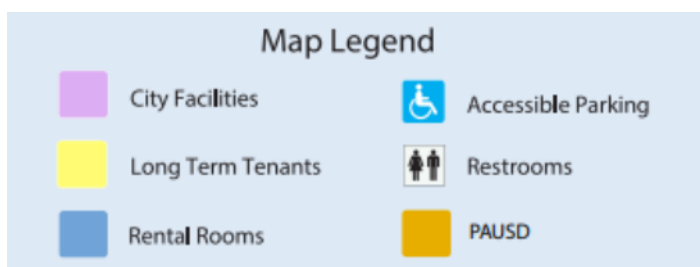 Map Legend
City Facilities
Accessible Parking
Long Term Tenants
Restrooms
Rental Rooms
PAUSD